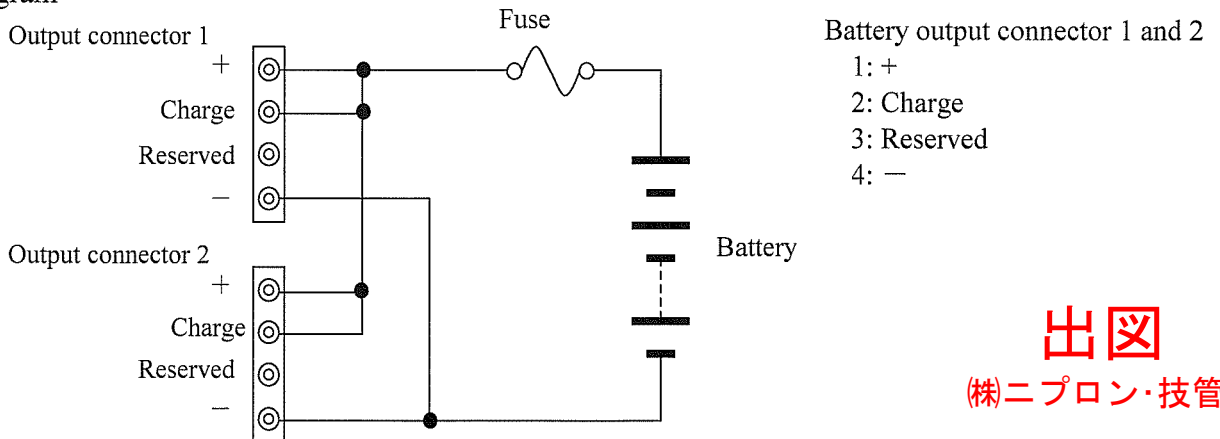 Output connector 1
+
Charge
Reserved
−
Output connector 2
+
Charge
Reserved
−
Fuse
Battery
Battery output connector 1 and 2
1: +
2: Charge
3: Reserved
4: −
出図
㈱ニプロン･技管